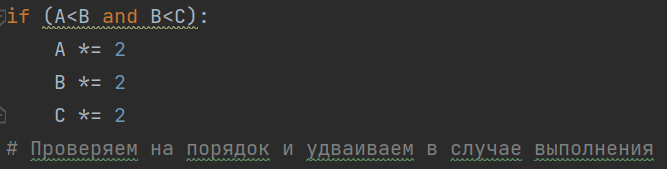 if (A<B and B<C):
    A *= 2
    B *= 2
    C *= 2
# Проверяем на порядок и удваиваем в случае выполнения